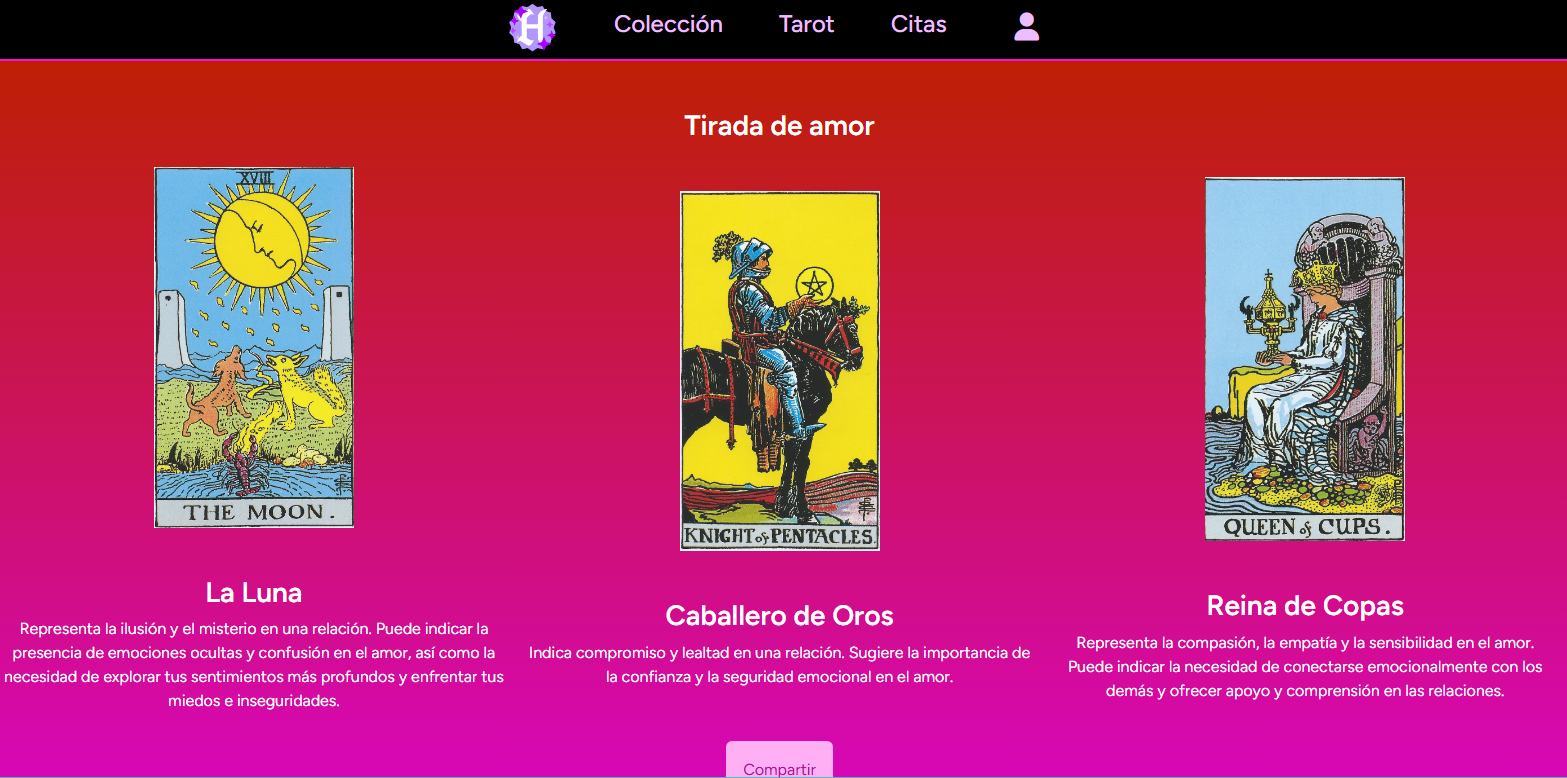 H
Colección
Tarot
Citas
Tirada de amor
XVIII
THE MOON.
La Luna
Representa la ilusión y el misterio en una relación. Puede indicar la
presencia de emociones ocultas y confusión en el amor, así como la
necesidad de explorar tus sentimientos más profundos y enfrentar tus
miedos e inseguridades.
KNIGHT of PENTACLES.
Caballero de Oros
Indica compromiso y lealtad en una relación. Sugiere la importancia de
la confianza y la seguridad emocional en el amor.
QUEEN of CUPS.
Reina de Copas
Representa la compasión, la empatía y la sensibilidad en el amor.
Puede indicar la necesidad de conectarse emocionalmente con los
demás y ofrecer apoyo y comprensión en las relaciones.
Compartir